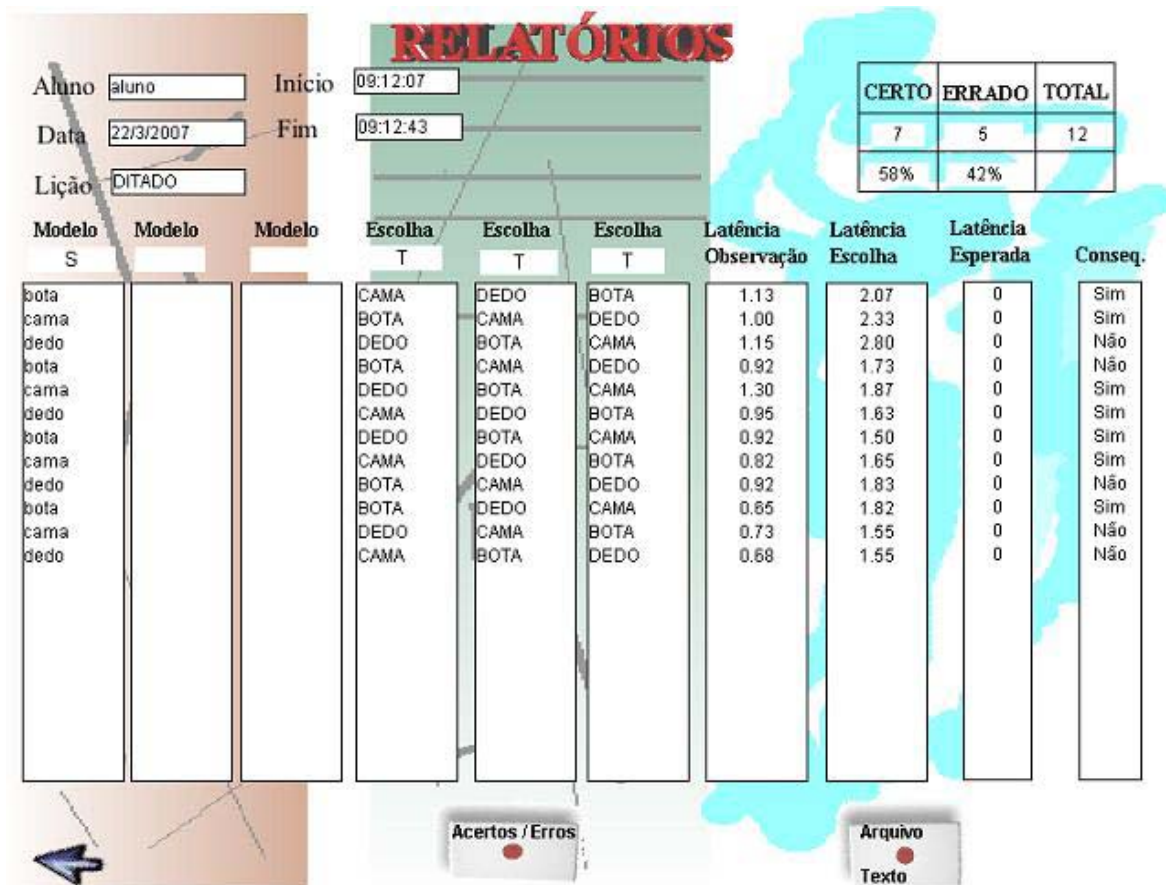 RELATÓRIOS
Aluno aluno Início 09:12:07
Data 22/3/2007 Fim 09:12:43
Lição DITADO
CERTO ERRADO TOTAL
7 5 12
58% 42%
Modelo Modelo Modelo Escolha Escolha Escolha Latência Observação Latência Escolha Latência Esperada Conseq.
S T T T
bota CAMA DEDO BOTA 1.13 2.07 0 Sim
cama BOTA CAMA DEDO 1.00 2.33 0 Sim
dedo DEDO BOTA CAMA 1.15 2.80 0 Não
bota BOTA CAMA DEDO 0.92 1.73 0 Não
cama DEDO BOTA CAMA 1.30 1.87 0 Sim
dedo CAMA DEDO BOTA 0.95 1.63 0 Sim
bota DEDO BOTA CAMA 0.92 1.50 0 Sim
cama CAMA DEDO BOTA 0.82 1.65 0 Sim
dedo BOTA CAMA DEDO 0.92 1.83 0 Não
bota BOTA DEDO CAMA 0.65 1.82 0 Sim
cama DEDO CAMA BOTA 0.73 1.55 0 Não
dedo CAMA BOTA DEDO 0.68 1.55 0 Não
Acertos / Erros
Arquivo
Texto